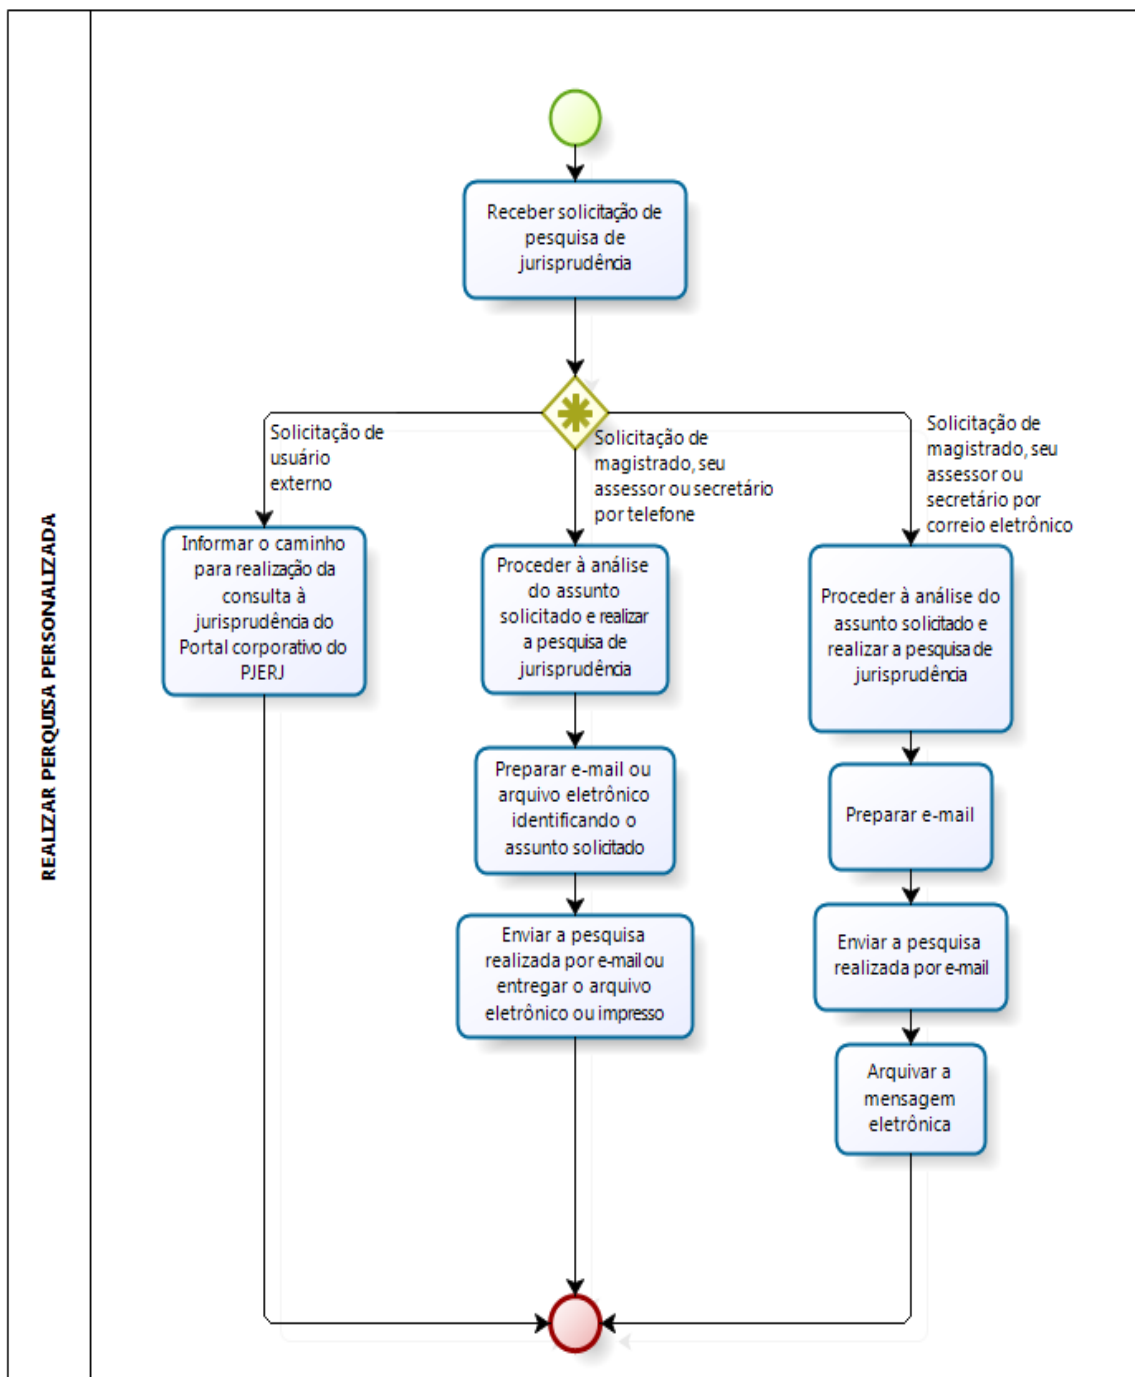 REALIZAR PERQUISA PERSONALIZADA
Receber solicitação de
pesquisa de
jurisprudência
Solicitação de
usuário
externo
Solicitação de
magistrado, seu
assessor ou secretário
por telefone
Solicitação de
magistrado, seu
assessor ou
secretário por
correio eletrônico
Informar o caminho
para realização da
consulta à
jurisprudência do
Portal corporativo do
PJERJ
Proceder à análise
do assunto
solicitado e realizar
a pesquisa de
jurisprudência
Proceder à análise do
assunto solicitado e
realizar a pesquisa de
jurisprudência
Preparar e-mail ou
arquivo eletrônico
identificando o
assunto solicitado
Preparar e-mail
Enviar a pesquisa
realizada por e-mail ou
entregar o arquivo
eletrônico ou impresso
Enviar a pesquisa
realizada por e-mail
Arquivar a
mensagem
eletrônica